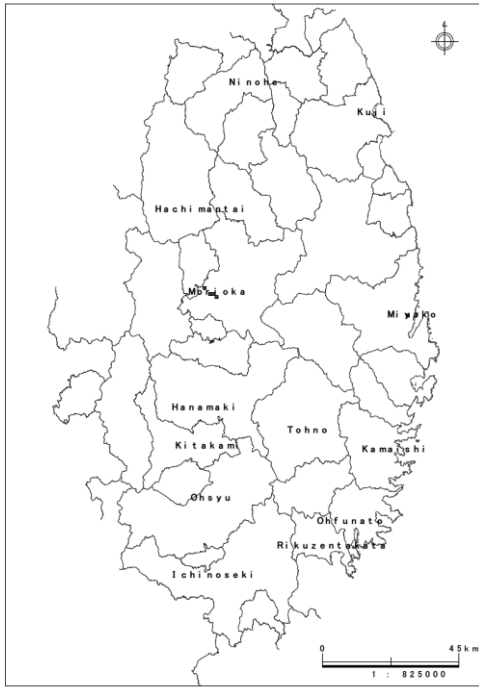 Ninohe
Kuji
Hachimantai
Morioka
Miyako
Hanamaki
Tohno
Kitakami
Kamaishi
Ohsyu
Ohfunato
Rikuzentakata
Ichinoseki
0 45km
1 : 825000